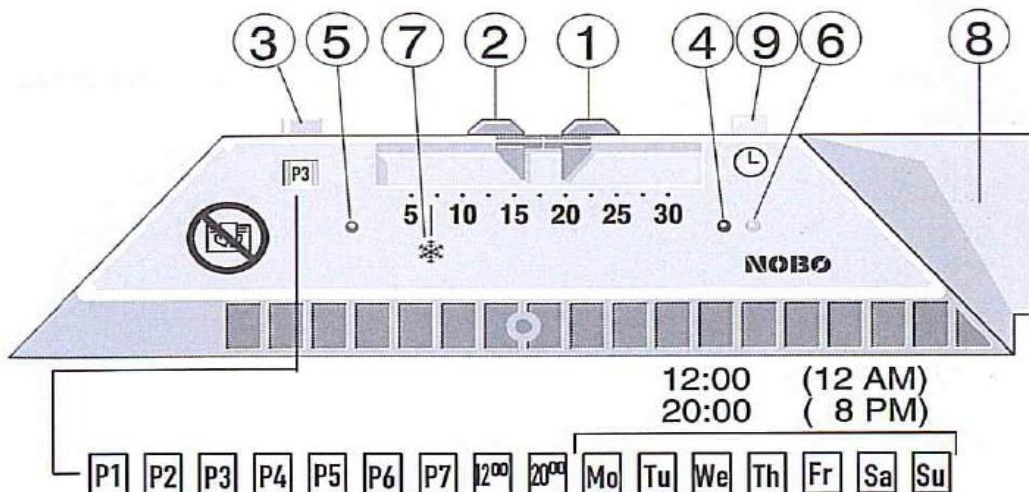 3 5 7 2 1 4 9 6 8
P3
5 10 15 20 25 30
NOBO
12:00 (12 AM)
20:00 ( 8 PM)
P1 P2 P3 P4 P5 P6 P7 12⁰⁰ 20⁰⁰ Mo Tu We Th Fr Sa Su